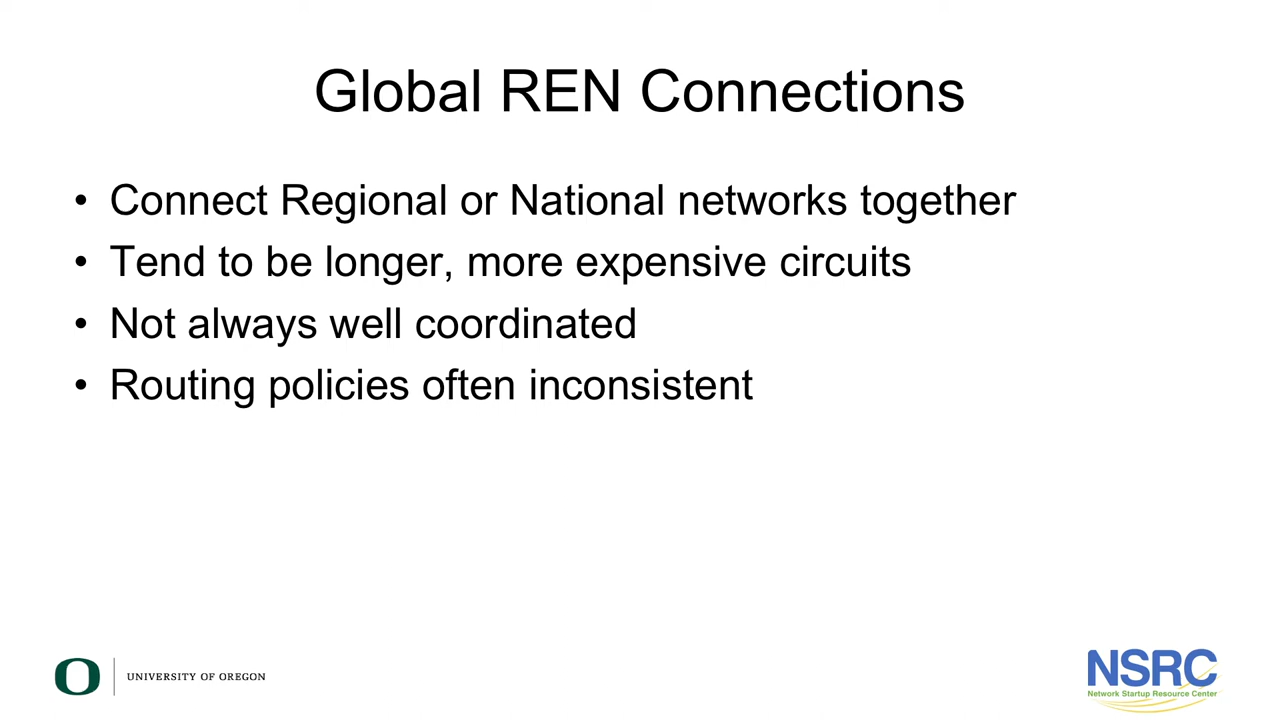 Global REN Connections
• Connect Regional or National networks together
• Tend to be longer, more expensive circuits
• Not always well coordinated
• Routing policies often inconsistent
O UNIVERSITY OF OREGON
NSRC
Network Startup Resource Center